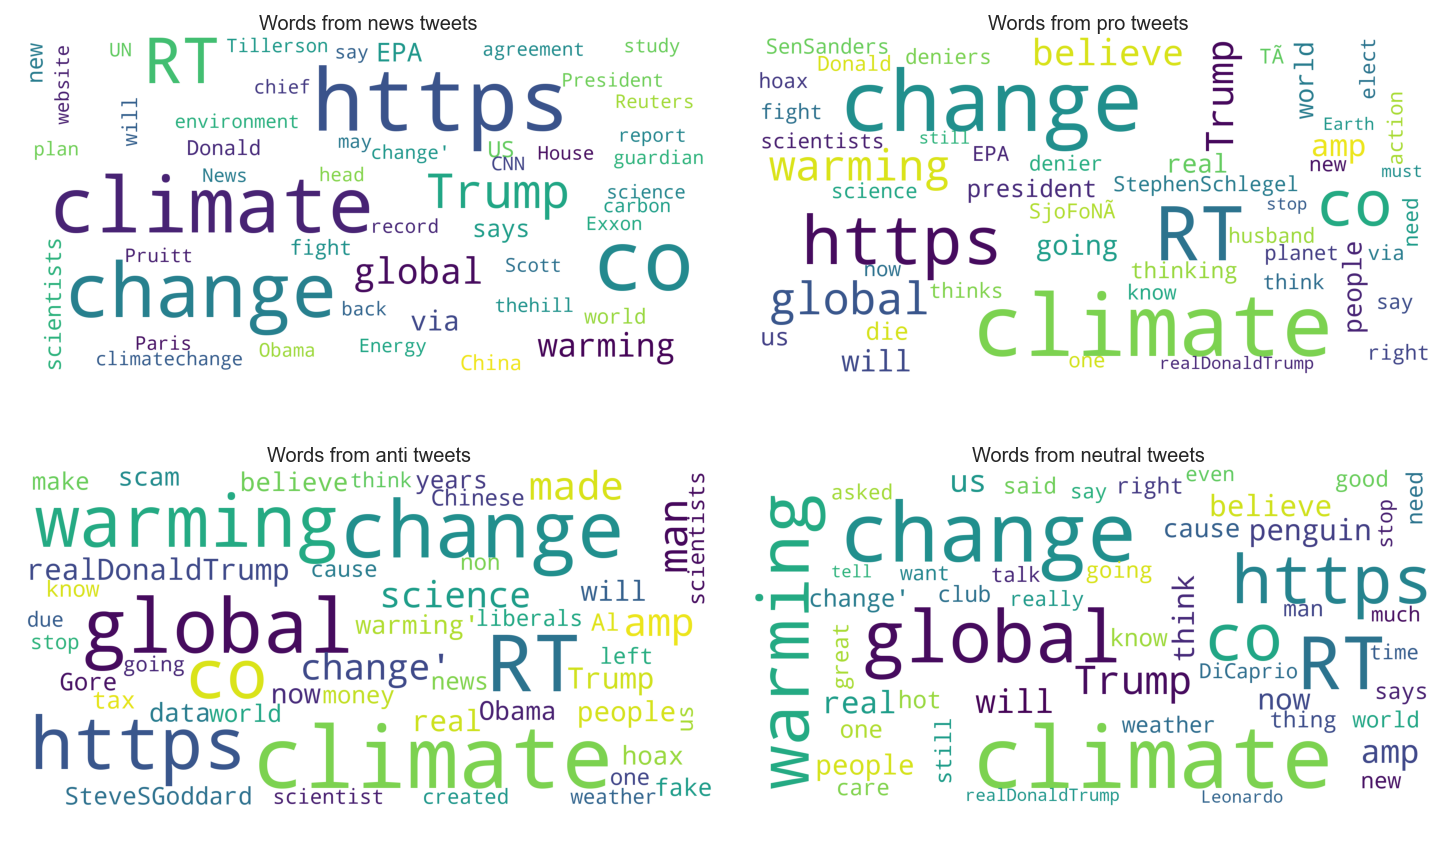 Words from news tweets
new
website
UN
RT
Tillerson
say
EPA
agreement
study
chief
https
President
Reuters
will
environment
plan
Donald
may
change'
US
CNN
House
report
guardian
News
head
climate
Trump
science
carbon
record
says
Exxon
scientists
Pruitt
fight
global
Scott
co
change
back
via
thehill
world
Paris
climatechange
Obama
Energy
China
warming
Words from pro tweets
SenSanders
Donald
deniers
believe
Trump
TÃ
world
elect
hoax
change
fight
Earth
action
scientists
still
EPA
amp
warming
denier
real
new
must
science
president
StephenSchlegel
stop
co
need
SjoFoNÃ
RT
https
going
husband
now
thinking
planet
people
via
global
thinks
know
think
say
us
die
climate
will
one
realDonaldTrump
right
Words from anti tweets
make
scam
believe
think
years
Chinese
made
man
scientists
warming
change
realDonaldTrump
cause
non
know
science
will
due
global
warming'
liberals
Al
amp
stop
going
change'
RT
left
Gore
co
now
money
news
Trump
tax
data
world
real
Obama
people
us
https
climate
hoax
one
SteveSGoddard
scientist
created
weather
fake
Words from neutral tweets
warming
asked
us
said
say
right
even
good
need
change
believe
stop
cause
penguin
tell
want
talk
going
https
change'
club
really
think
man
much
great
global
know
co
RT
time
Trump
DiCaprio
real
hot
will
now
says
one
weather
thing
world
still
people
climate
amp
care
new
realDonaldTrump
Leonardo